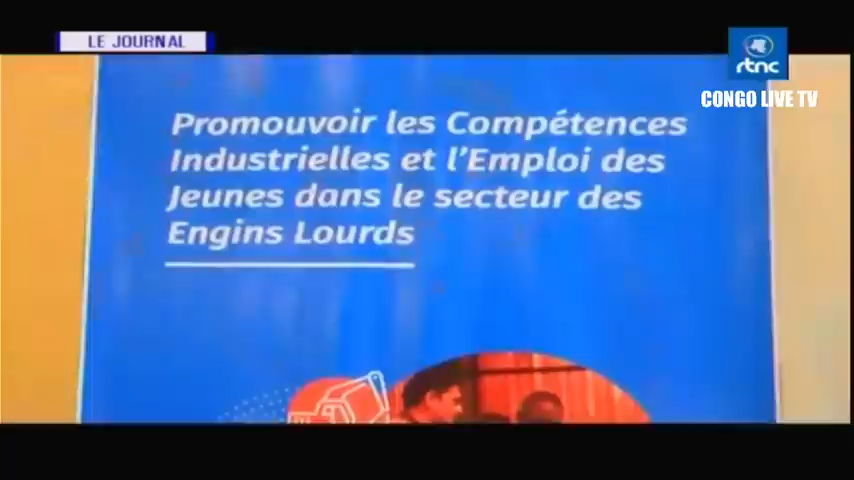 LE JOURNAL
rtnc
CONGO LIVE TV
Promouvoir les Compétences
Industrielles et l'Emploi des
Jeunes dans le secteur des
Engins Lourds